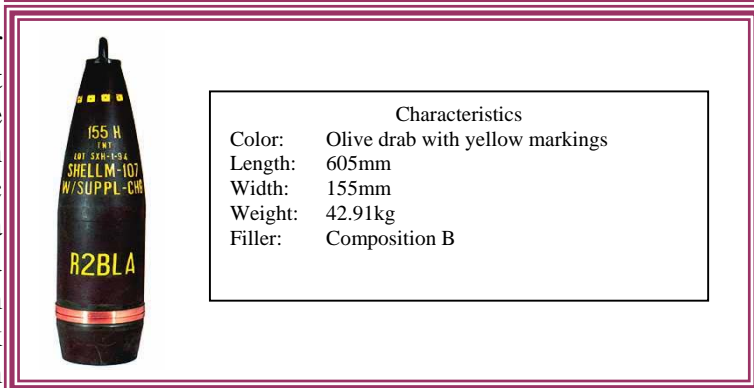 155 H
TNT
LOT SXH-1-94
SHELLM-107
W/SUPPL-CHG
R2BLA
Characteristics
Color: Olive drab with yellow markings
Length: 605mm
Width: 155mm
Weight: 42.91kg
Filler: Composition B